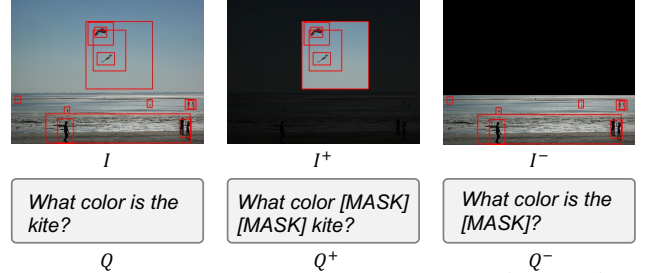 I
I⁺
I⁻
What color is the
kite?
What color [MASK]
[MASK] kite?
What color is the
[MASK]?
Q
Q⁺
Q⁻